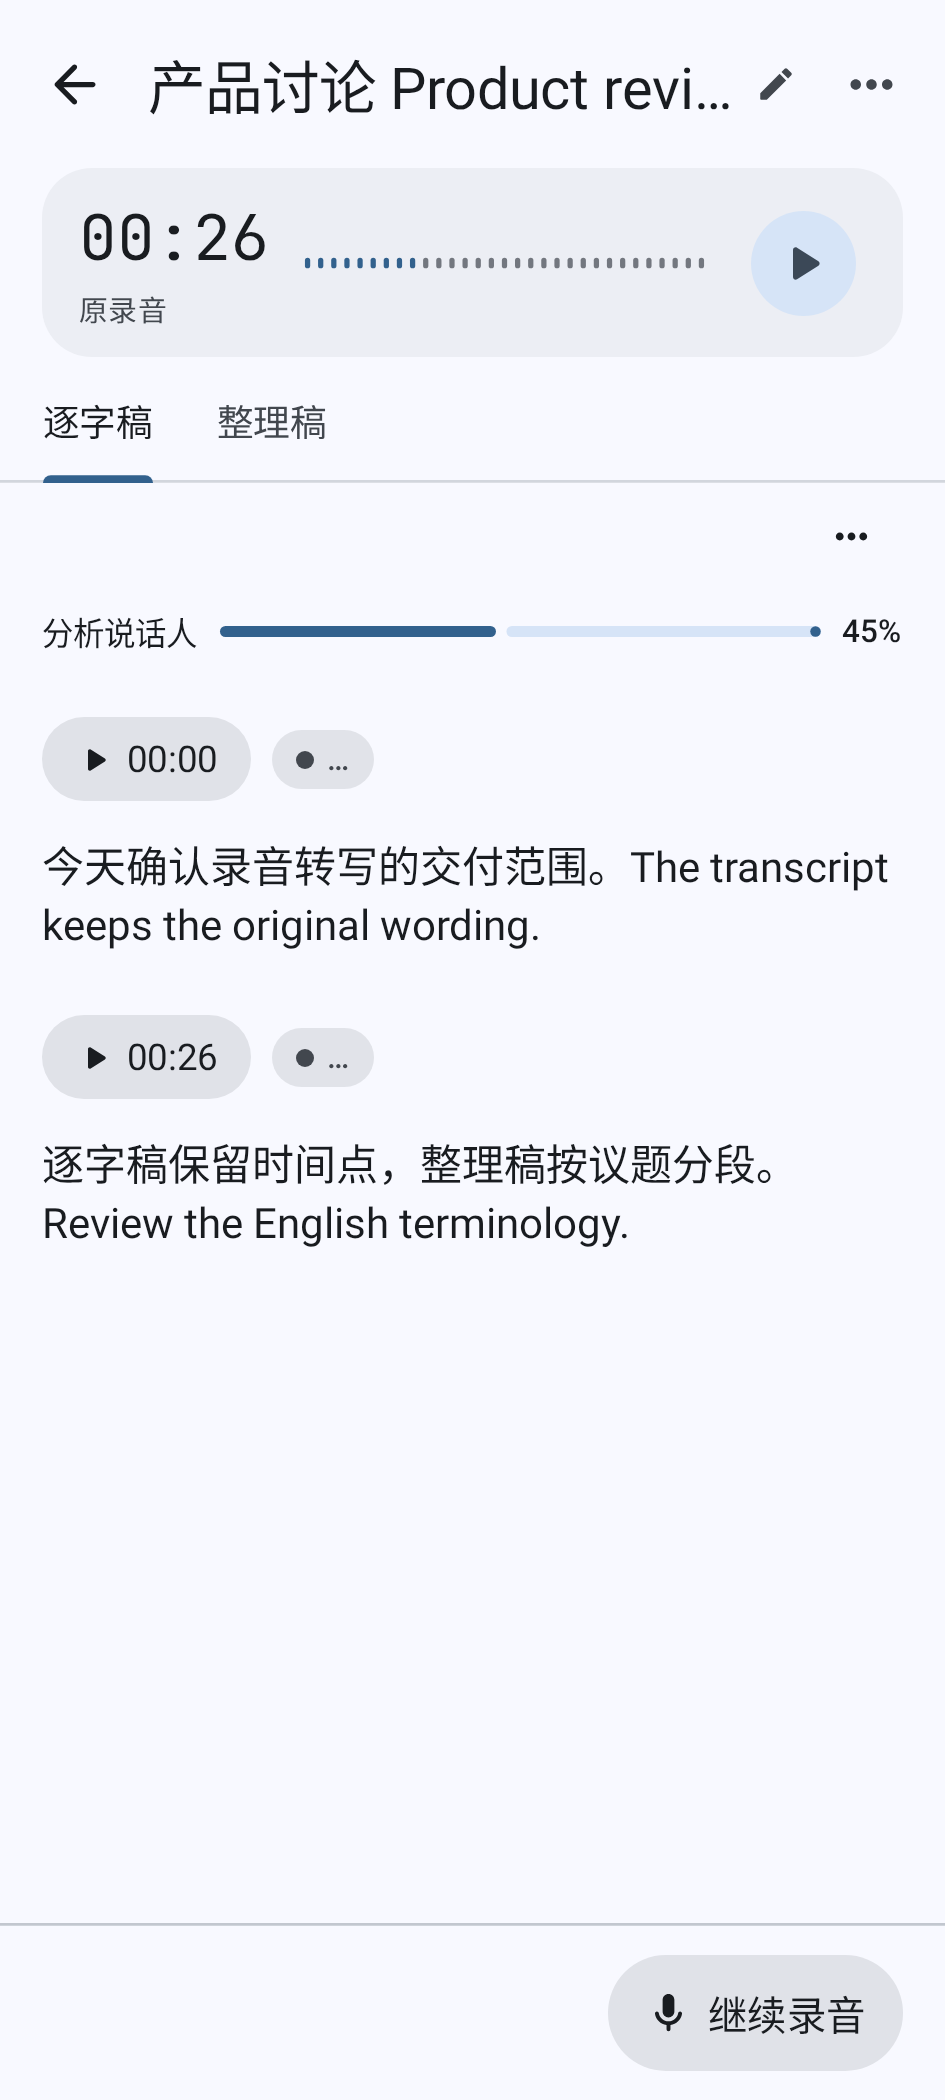 产品讨论 Product revi...
00:26
原录音
逐字稿 整理稿
分析说话人 45%
00:00 ...
今天确认录音转写的交付范围。The transcript
keeps the original wording.
00:26 ...
逐字稿保留时间点，整理稿按议题分段。
Review the English terminology.
继续录音